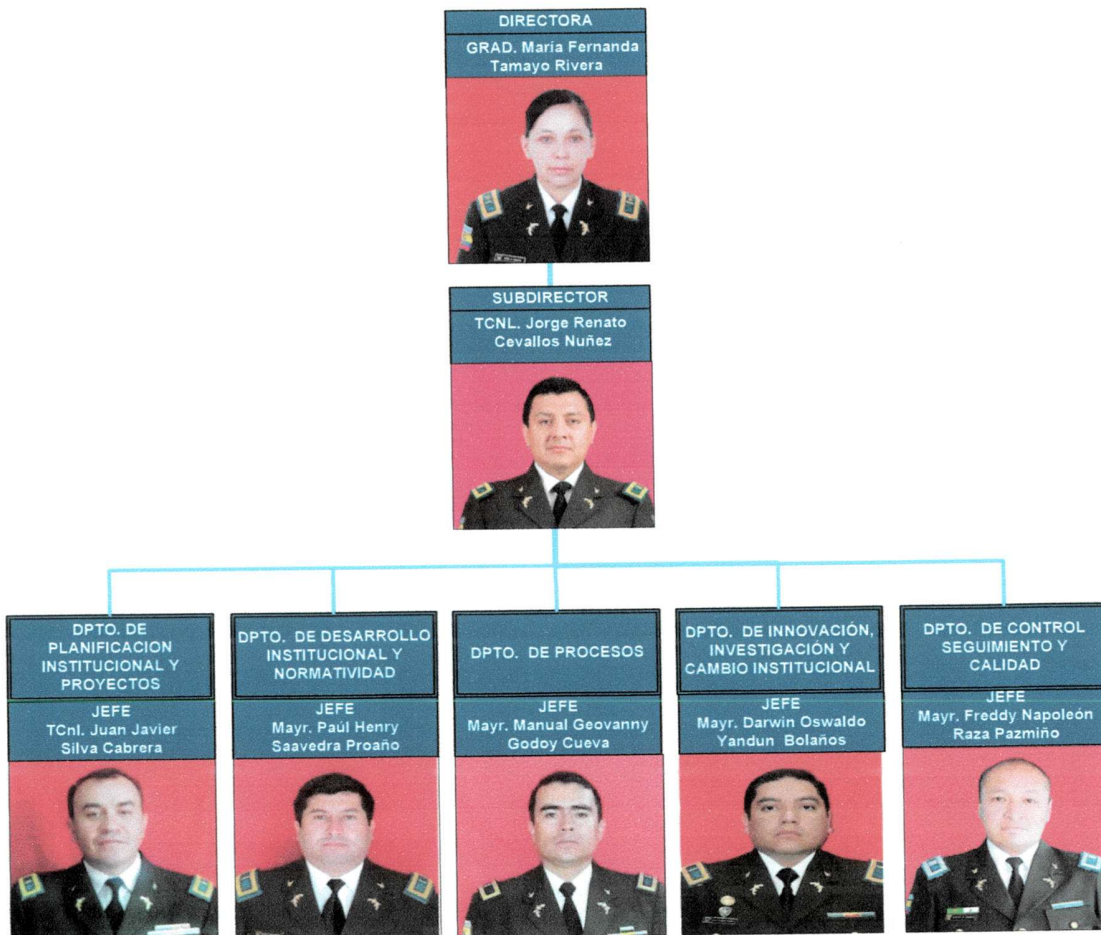 DIRECTORA
GRAD. María Fernanda
Tamayo Rivera
SUBDIRECTOR
TCNL. Jorge Renato
Cevallos Nuñez
DPTO. DE
PLANIFICACION
INSTITUCIONAL Y
PROYECTOS
JEFE
TCnl. Juan Javier
Silva Cabrera
DPTO. DE DESARROLLO
INSTITUCIONAL Y
NORMATIVIDAD
JEFE
Mayr. Paúl Henry
Saavedra Proaño
DPTO. DE PROCESOS
JEFE
Mayr. Manual Geovanny
Godoy Cueva
DPTO. DE INNOVACIÓN,
INVESTIGACIÓN Y
CAMBIO INSTITUCIONAL
JEFE
Mayr. Darwin Oswaldo
Yandun Bolaños
DPTO. DE CONTROL
SEGUIMIENTO Y
CALIDAD
JEFE
Mayr. Freddy Napoleón
Raza Pazmiño